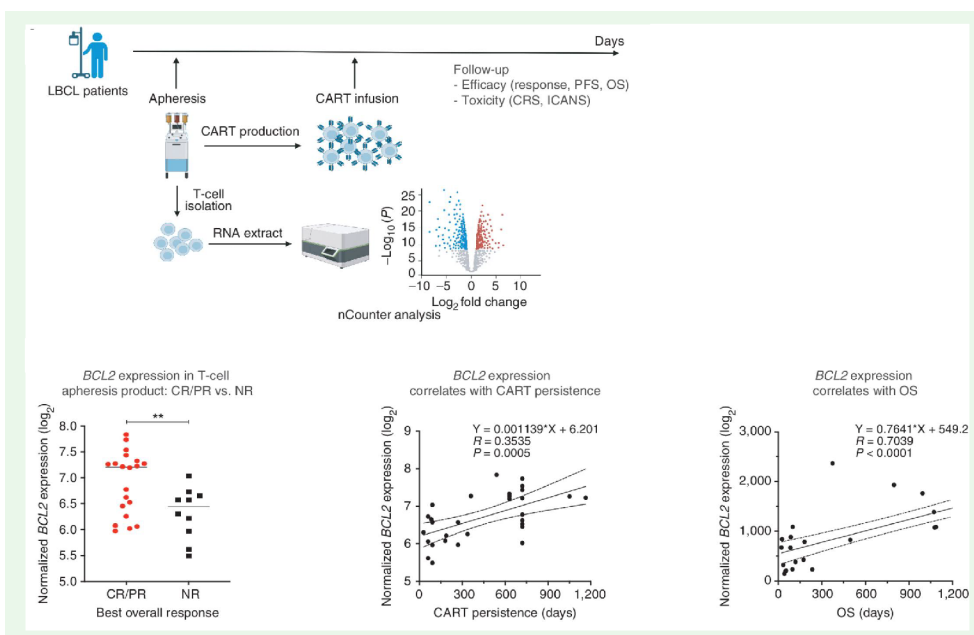 Days
LBCL patients
Apheresis
CART infusion
Follow-up
- Efficacy (response, PFS, OS)
- Toxicity (CRS, ICANS)
CART production
T-cell
isolation
RNA extract
−Log10 (P)
25
20
15
10
5
0
−10 −5 0 5 10
Log2 fold change
nCounter analysis
BCL2 expression in T-cell
apheresis product: CR/PR vs. NR
Normalized BCL2 expression (log2)
8.0
7.0
6.5
6.0
5.5
5.0
**
CR/PR NR
Best overall response
BCL2 expression
correlates with CART persistence
Normalized BCL2 expression (log2)
9
8
7
6
5
Y = 0.001139*X + 6.201
R = 0.3535
P = 0.0005
0 300 600 900 1,200
CART persistence (days)
BCL2 expression
correlates with OS
Normalized BCL2 expression (log2)
3,000
2,000
1,000
0
Y = 0.7641*X + 549.2
R = 0.7039
P < 0.0001
0 300 600 900 1,200
OS (days)